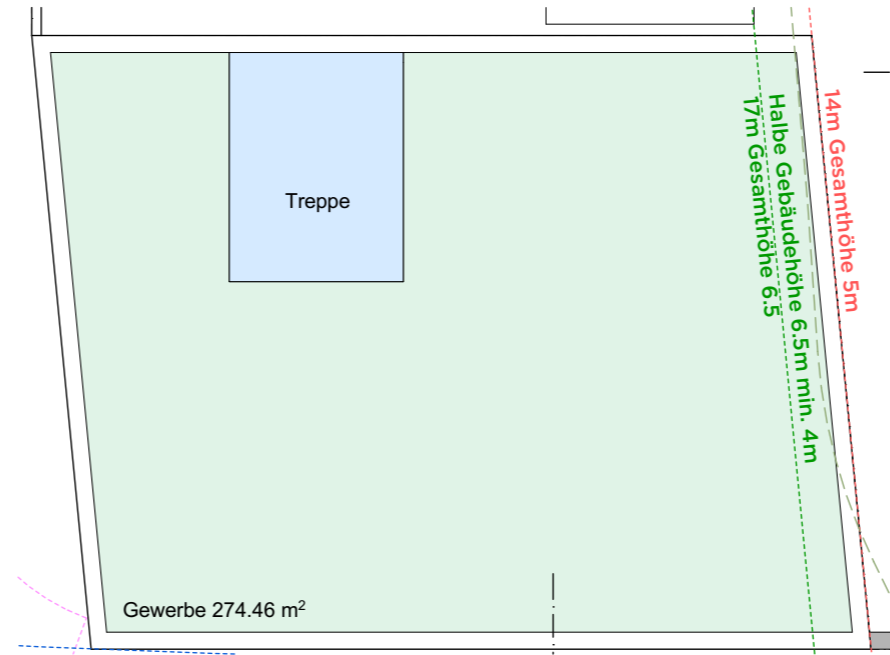 Treppe
17m Gesamthöhe 6.5
Halbe Gebäudehöhe 6.5m min. 4m
14m Gesamthöhe 5m
Gewerbe 274.46 m²